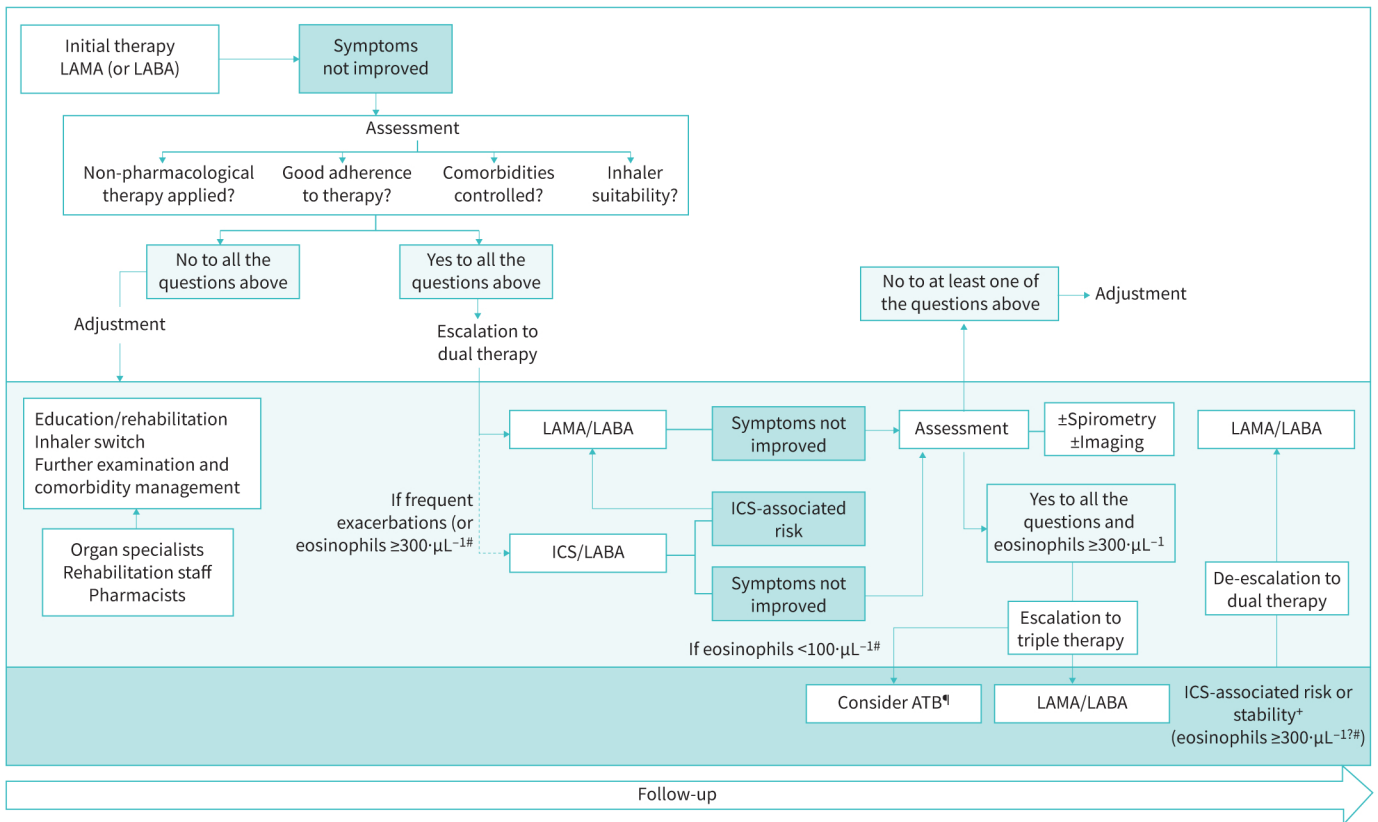 Initial therapy
LAMA (or LABA)
Symptoms
not improved
Assessment
Non-pharmacological
therapy applied?
Good adherence
to therapy?
Comorbidities
controlled?
Inhaler
suitability?
No to all the
questions above
Yes to all the
questions above
Adjustment
Escalation to
dual therapy
No to at least one of
the questions above
Adjustment
Education/rehabilitation
Inhaler switch
Further examination and
comorbidity management
Organ specialists
Rehabilitation staff
Pharmacists
If frequent
exacerbations (or
eosinophils ≥300·µL⁻¹#
LAMA/LABA
ICS/LABA
Symptoms not
improved
ICS-associated
risk
Symptoms not
improved
Assessment
±Spirometry
±Imaging
Yes to all the
questions and
eosinophils ≥300·µL⁻¹
Escalation to
triple therapy
If eosinophils <100·µL⁻¹#
Consider ATB¶
LAMA/LABA
LAMA/LABA
De-escalation to
dual therapy
ICS-associated risk or
stability⁺
(eosinophils ≥300·µL⁻¹?#)
Follow-up